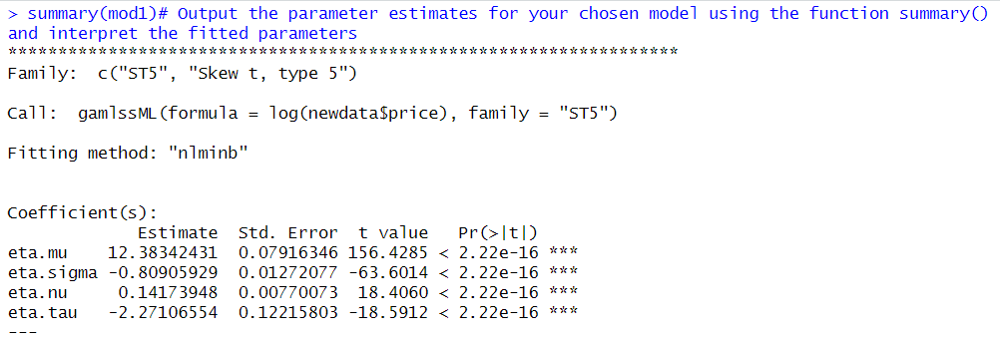 > summary(mod1)# Output the parameter estimates for your chosen model using the function summary()
and interpret the fitted parameters
*******************************************************************
Family:  c("ST5", "Skew t, type 5")
Call:  gamlssML(formula = log(newdata$price), family = "ST5")
Fitting method: "nlminb"
Coefficient(s):
             Estimate  Std. Error  t value   Pr(>|t|)
eta.mu    12.38342431  0.07916346 156.4285 < 2.22e-16 ***
eta.sigma -0.80905929  0.01272077 -63.6014 < 2.22e-16 ***
eta.nu     0.14173948  0.00770073  18.4060 < 2.22e-16 ***
eta.tau   -2.27106554  0.12215803 -18.5912 < 2.22e-16 ***
---